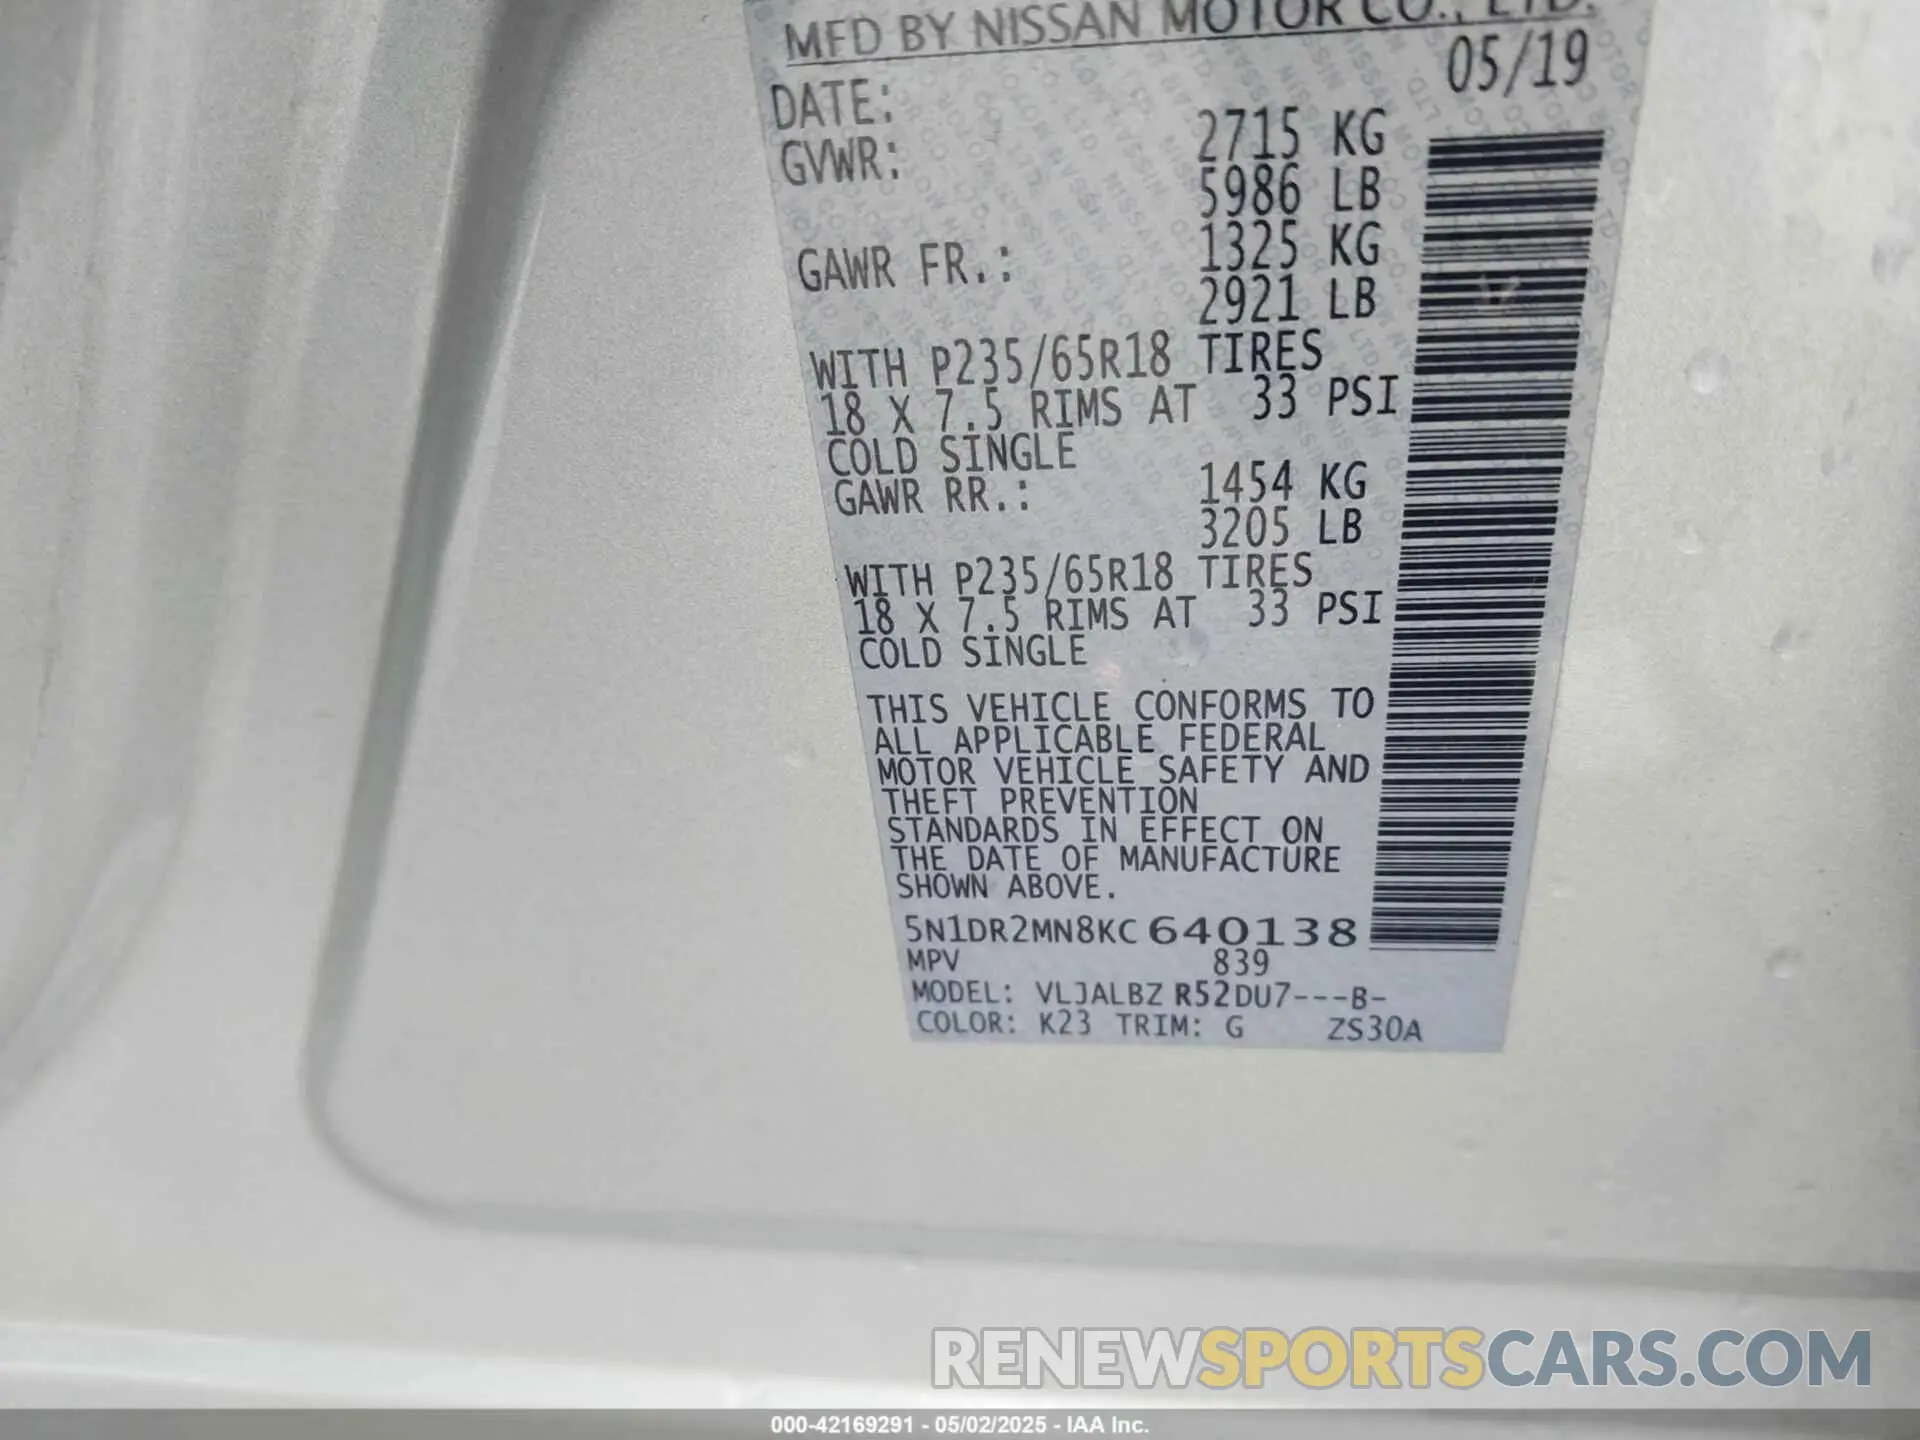 MFD BY NISSAN MOTOR CO., LTD.
DATE: 05/19
GVWR: 2715 KG
5986 LB
GAWR FR.: 1325 KG
2921 LB
WITH P235/65R18 TIRES
18 X 7.5 RIMS AT 33 PSI
COLD SINGLE
GAWR RR.: 1454 KG
3205 LB
WITH P235/65R18 TIRES
18 X 7.5 RIMS AT 33 PSI
COLD SINGLE
THIS VEHICLE CONFORMS TO
ALL APPLICABLE FEDERAL
MOTOR VEHICLE SAFETY AND
THEFT PREVENTION
STANDARDS IN EFFECT ON
THE DATE OF MANUFACTURE
SHOWN ABOVE.
5N1DR2MN8KC640138
MPV 839
MODEL: VLJALBZ R52DU7---B-
COLOR: K23 TRIM: G ZS30A
RENEWSPORTSCARS.COM
000-42169291 - 05/02/2025 - IAA Inc.